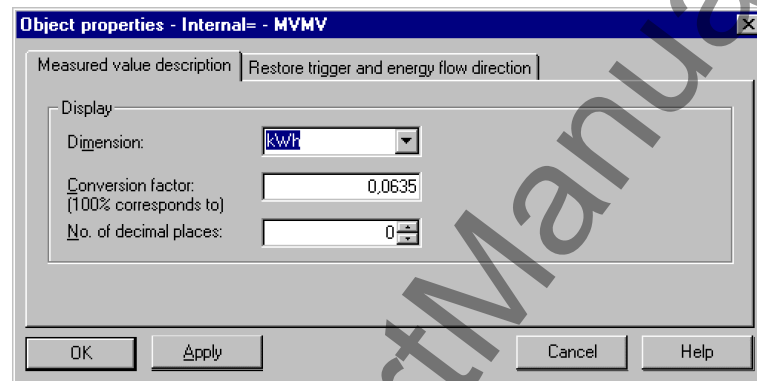 Object properties - Internal= - MVMV
Measured value description
Restore trigger and energy flow direction
Display
Dimension:
kWh
Conversion factor:
(100% corresponds to)
0,0635
No. of decimal places:
0
OK
Apply
Cancel
Help